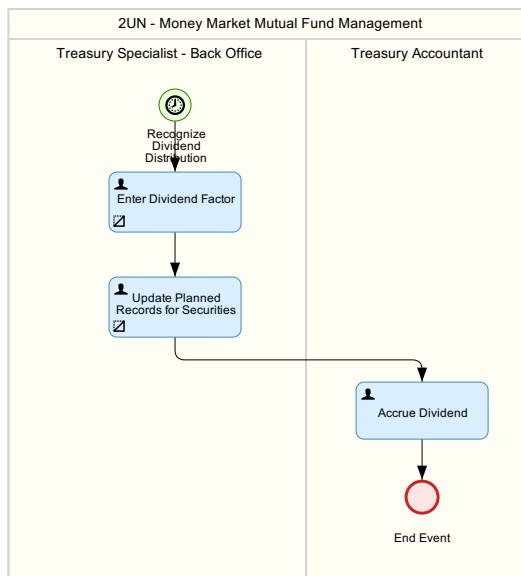 2UN - Money Market Mutual Fund Management
Treasury Specialist - Back Office
Treasury Accountant
Recognize
Dividend
Distribution
Enter Dividend Factor
Update Planned
Records for Securities
Accrue Dividend
End Event